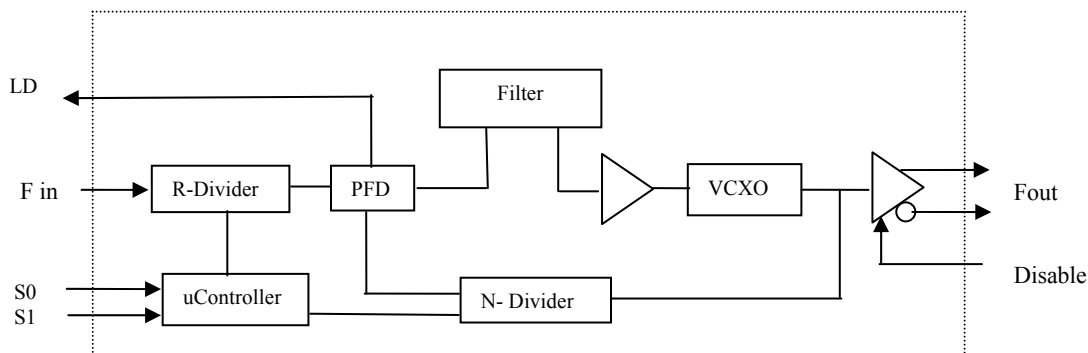 LD
Filter
F in
R-Divider
PFD
VCXO
Fout
S0
S1
uController
N- Divider
Disable